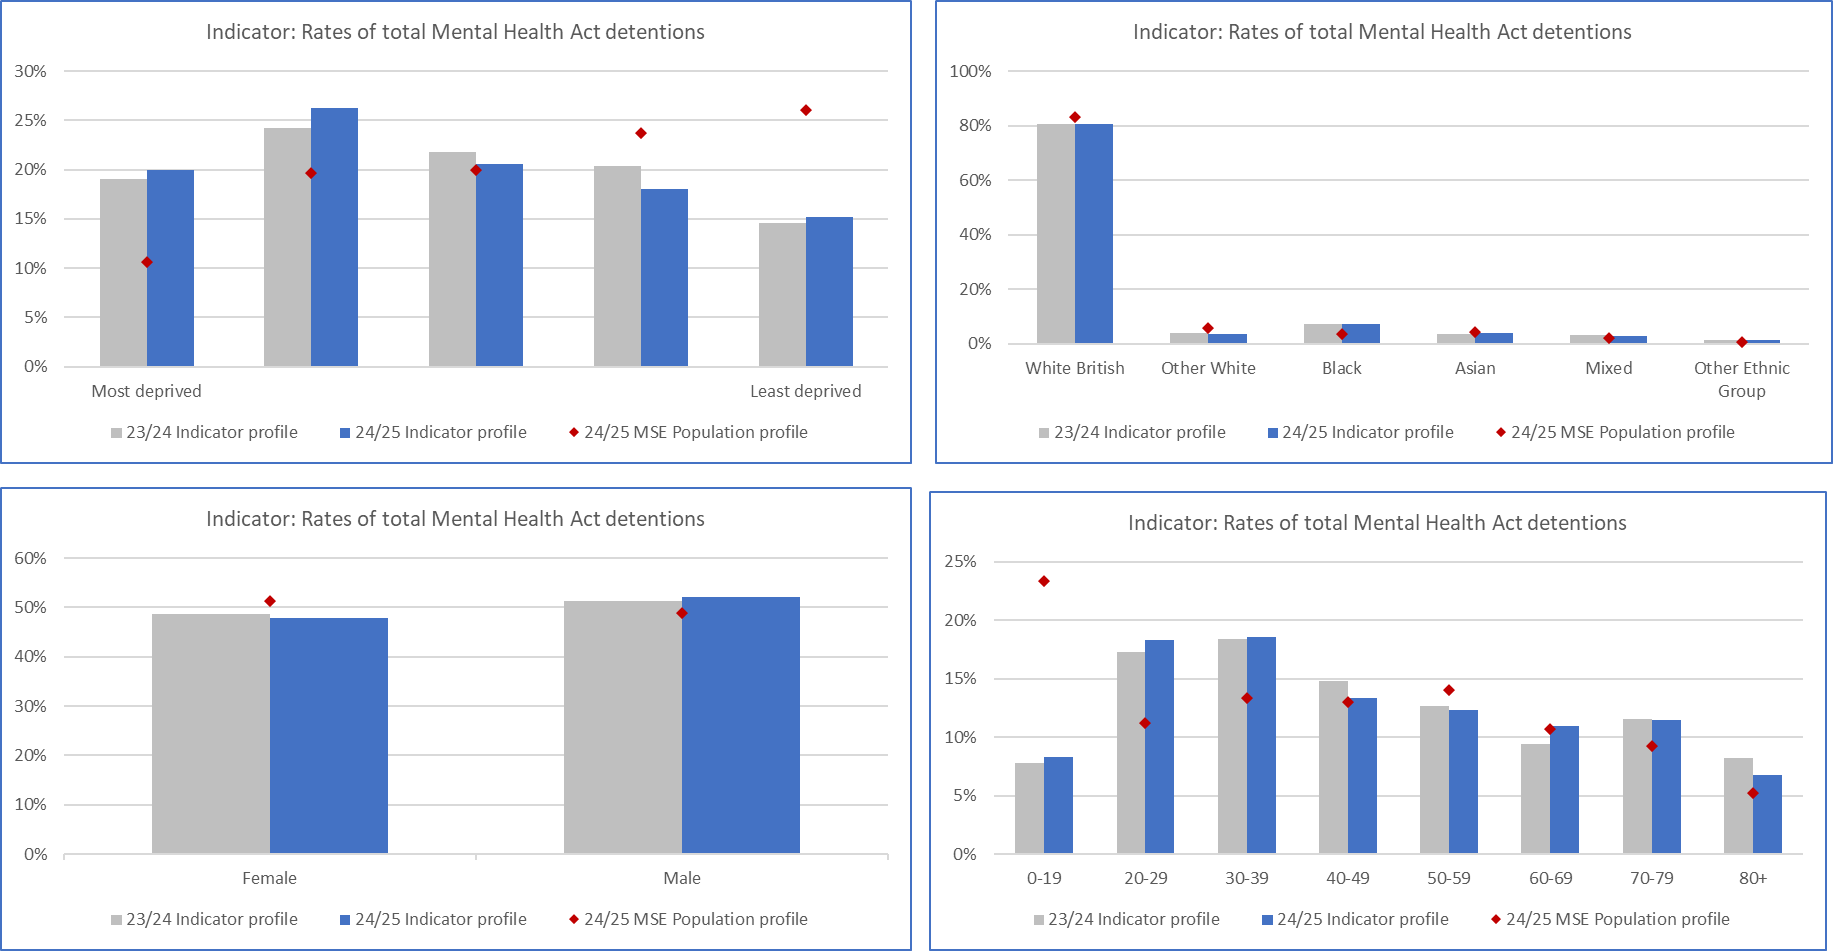 Indicator: Rates of total Mental Health Act detentions
30%
25%
20%
15%
10%
5%
0%
Most deprived Least deprived
23/24 Indicator profile 24/25 Indicator profile 24/25 MSE Population profile
Indicator: Rates of total Mental Health Act detentions
100%
80%
60%
40%
20%
0%
White British Other White Black Asian Mixed Other Ethnic
Group
23/24 Indicator profile 24/25 Indicator profile 24/25 MSE Population profile
Indicator: Rates of total Mental Health Act detentions
60%
50%
40%
30%
20%
10%
0%
Female Male
23/24 Indicator profile 24/25 Indicator profile 24/25 MSE Population profile
Indicator: Rates of total Mental Health Act detentions
25%
20%
15%
10%
5%
0%
0-19 20-29 30-39 40-49 50-59 60-69 70-79 80+
23/24 Indicator profile 24/25 Indicator profile 24/25 MSE Population profile